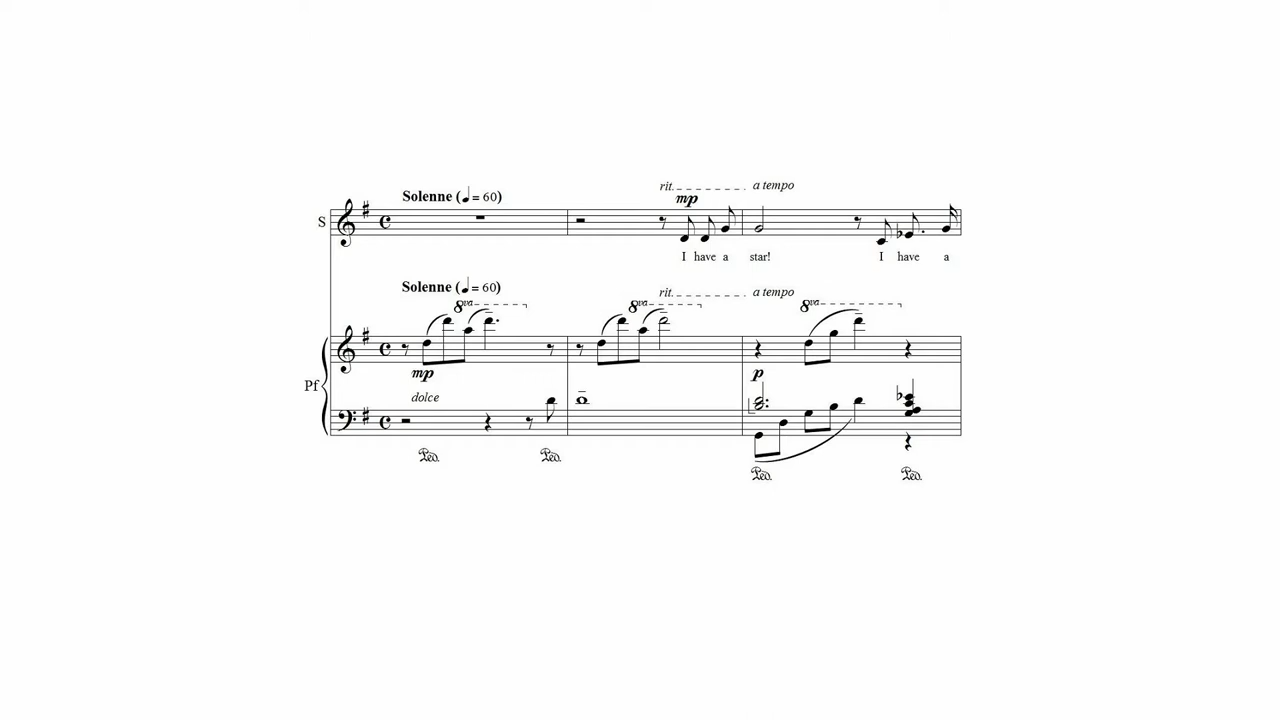 Solenne (♩ = 60)
rit. a tempo
mp
S
I have a star! I have a
Solenne (♩ = 60)
rit. a tempo
8va 8va 8va
Pf
mp p
dolce
Ped. Ped.
Ped. Ped.